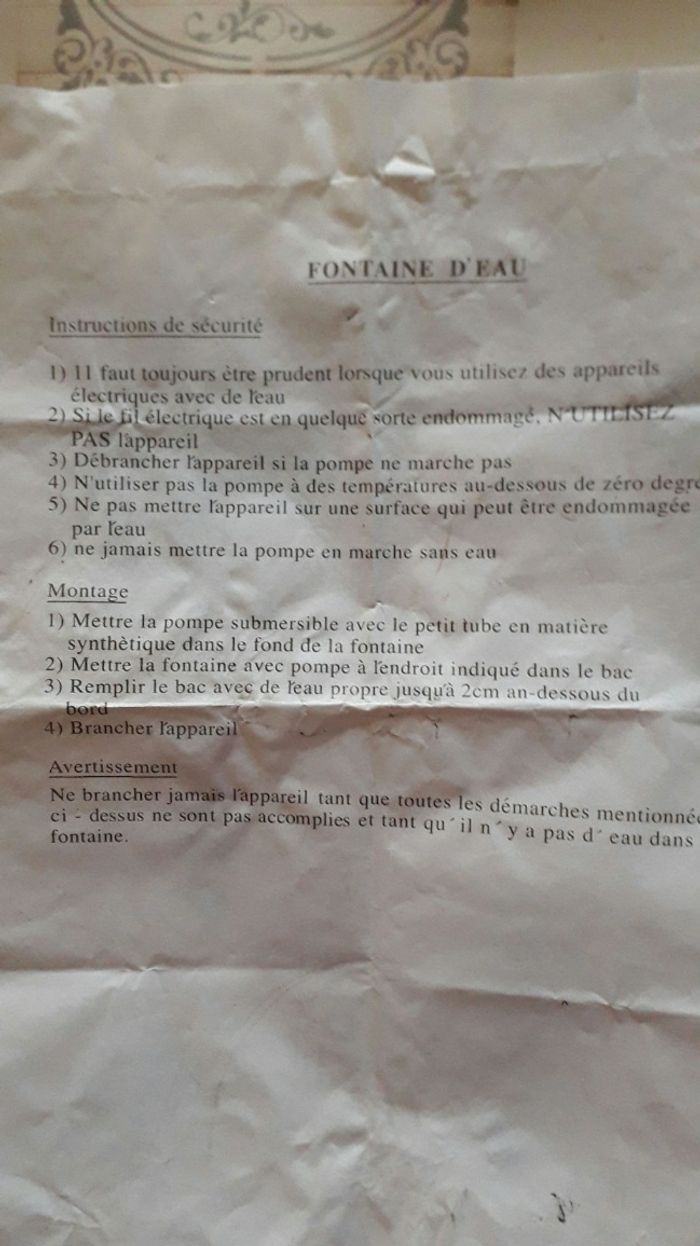 FONTAINE D'EAU
Instructions de sécurité
1) 11 faut toujours être prudent lorsque vous utilisez des appareils
électriques avec de l'eau
2) Si le fil électrique est en quelque sorte endommagé, N'UTILISEZ
PAS l'appareil
3) Débrancher l'appareil si la pompe ne marche pas
4) N'utiliser pas la pompe à des températures au-dessous de zéro degré
5) Ne pas mettre l'appareil sur une surface qui peut être endommagée
par l'eau
6) ne jamais mettre la pompe en marche sans eau
Montage
1) Mettre la pompe submersible avec le petit tube en matière
synthètique dans le fond de la fontaine
2) Mettre la fontaine avec pompe à l'endroit indiqué dans le bac
3) Remplir le bac avec de l'eau propre jusqu'à 2cm an-dessous du
bord
4) Brancher l'appareil
Avertissement
Ne brancher jamais l'appareil tant que toutes les démarches mentionnée
ci - dessus ne sont pas accomplies et tant qu´il n´y a pas d´eau dans
fontaine.